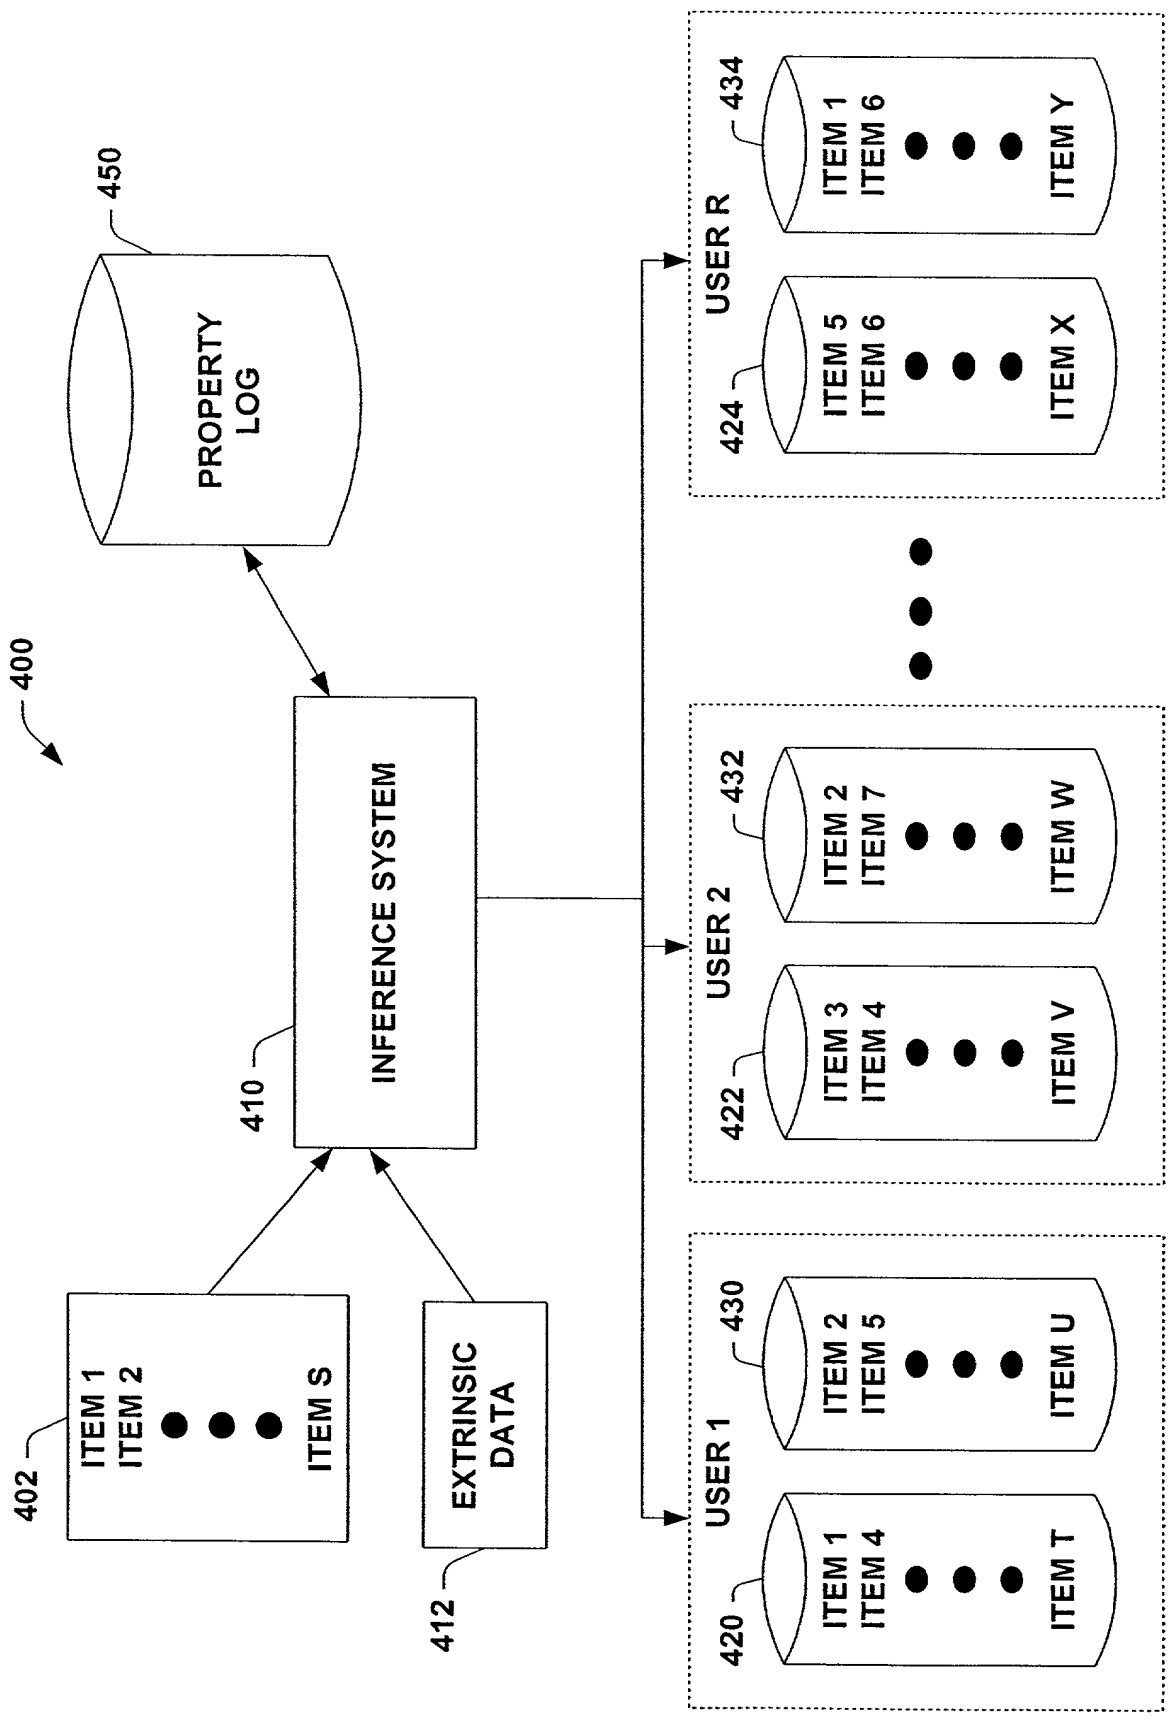 400
402
ITEM 1
ITEM 2
ITEM S
412
EXTRINSIC
DATA
410
INFERENCE SYSTEM
450
PROPERTY
LOG
USER 1
420
ITEM 1
ITEM 4
ITEM T
430
ITEM 2
ITEM 5
ITEM U
USER 2
422
ITEM 3
ITEM 4
ITEM V
432
ITEM 2
ITEM 7
ITEM W
USER R
424
ITEM 5
ITEM 6
ITEM X
434
ITEM 1
ITEM 6
ITEM Y